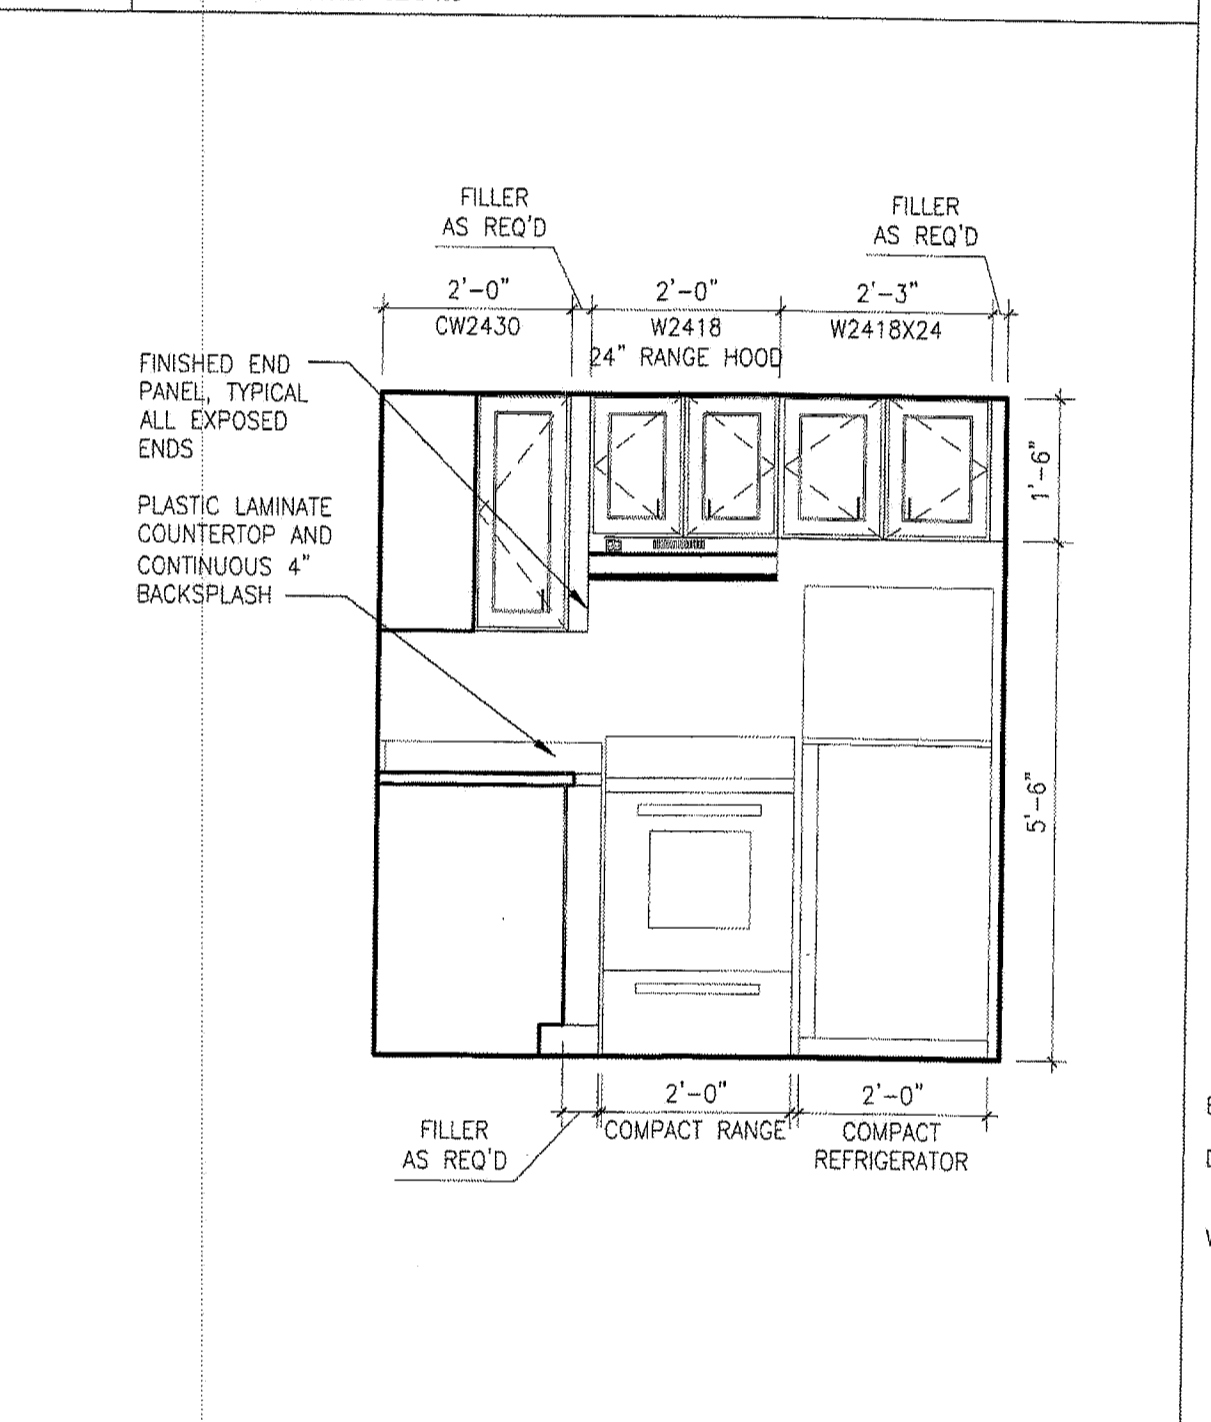 FILLER
AS REQ'D
FILLER
AS REQ'D
2'-0"
2'-0"
2'-3"
CW2430
W2418
W2418X24
24" RANGE HOOD
FINISHED END
PANEL, TYPICAL
ALL EXPOSED
ENDS
PLASTIC LAMINATE
COUNTERTOP AND
CONTINUOUS 4"
BACKSPLASH
1'-6"
5'-6"
2'-0"
2'-0"
FILLER
AS REQ'D
COMPACT RANGE
COMPACT
REFRIGERATOR